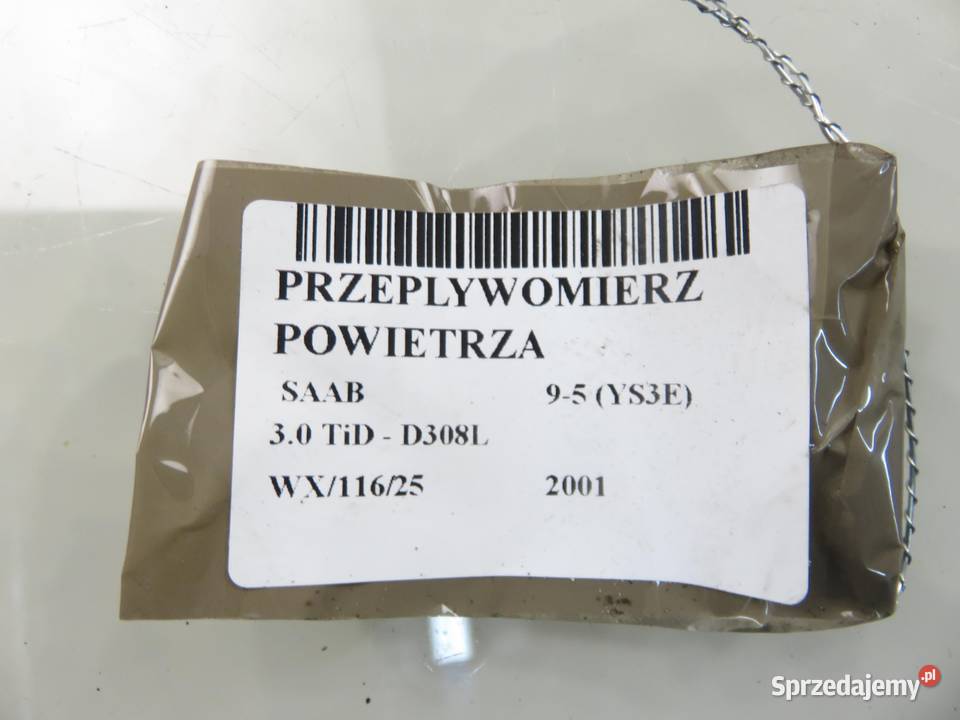 PRZEPLYWOMIERZ
POWIETRZA
SAAB 9-5 (YS3E)
3.0 TiD - D308L
WX/116/25 2001
Sprzedajemy.pl